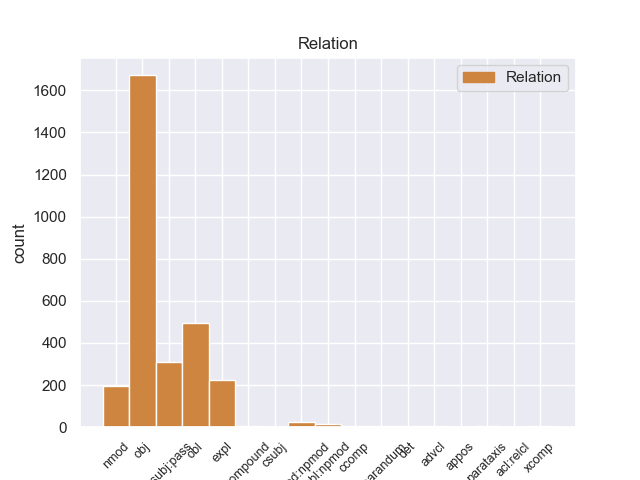 Relation
Relation
count
1600
1400
1200
1000
800
600
400
200
0
nmod
obj
subj:pass
obl
expl
ompound
csubj
od:npmod
bl:npmod
ccomp
arandum
det
advcl
appos
parataxis
acl:relcl
xcomp